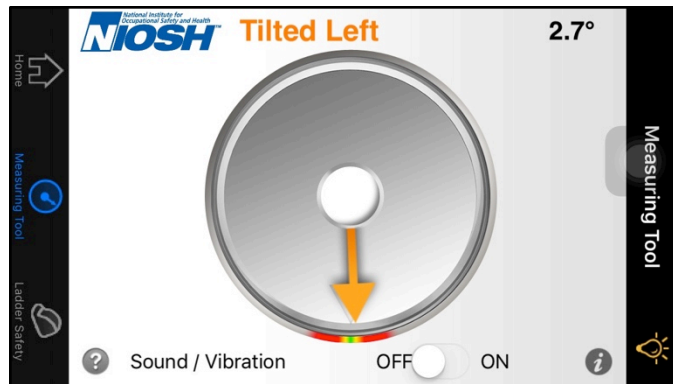 National Institute for
Occupational Safety and Health
NIOSH
Tilted Left
2.7°
Home
Measuring Tool
Ladder Safety
Measuring Tool
? Sound / Vibration OFF ON i